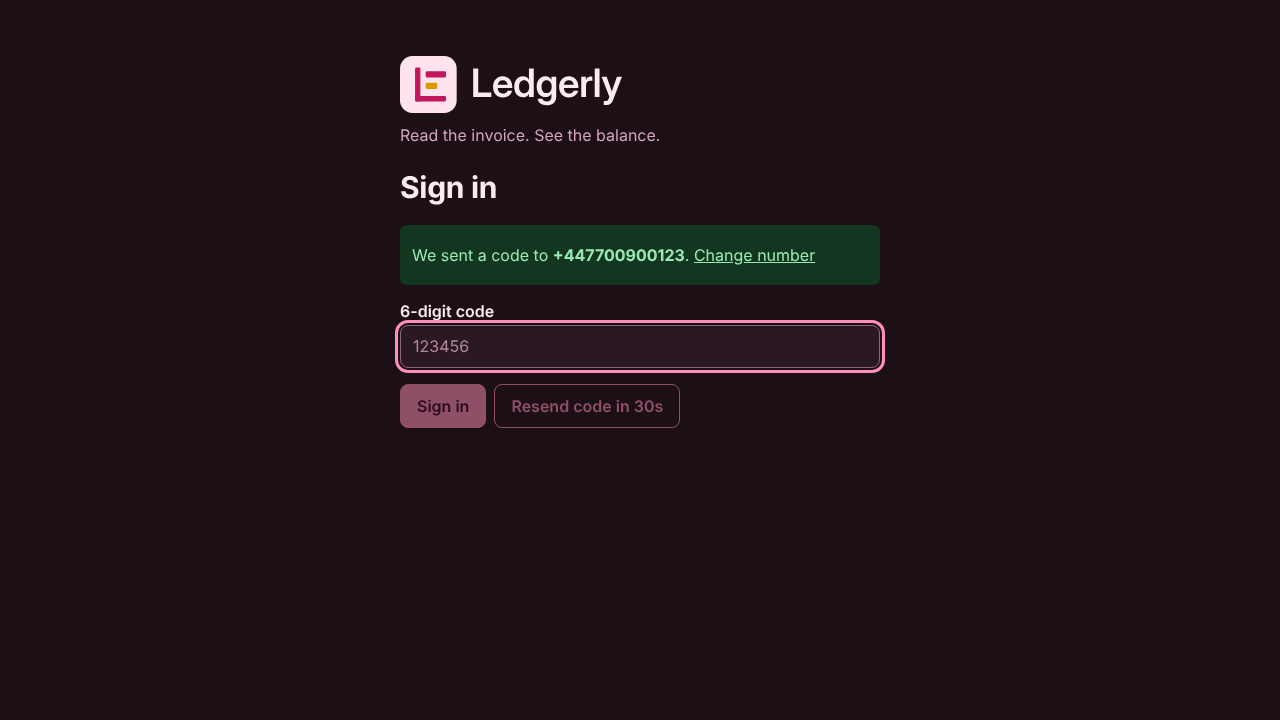 Ledgerly
Read the invoice. See the balance.
Sign in
We sent a code to +447700900123. Change number
6-digit code
123456
Sign in
Resend code in 30s